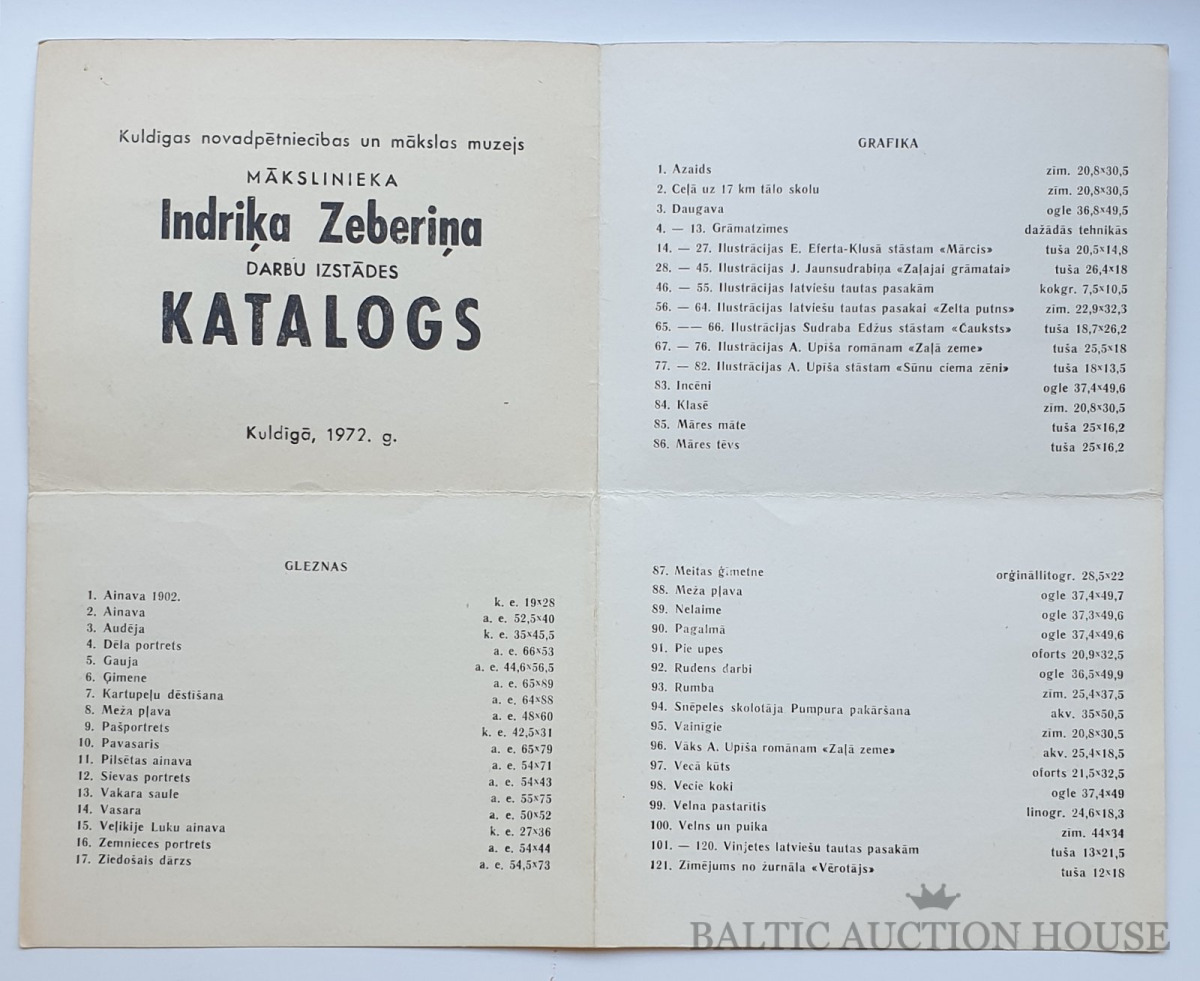 Kuldīgas novadpētniecības un mākslas muzejs
MĀKSLINIEKA
Indriķa Zeberiņa
DARBU IZSTĀDES
KATALOGS
Kuldīgā, 1972. g.
GLEZNAS
1. Ainava 1902. k. e. 19×28
2. Ainava a. e. 52,5×40
3. Audēja k. e. 35×45,5
4. Dēla portrets a. e. 66×53
5. Gauja a. e. 44,6×56,5
6. Ģimene a. e. 65×89
7. Kartupeļu dēstīšana a. e. 64×88
8. Meža pļava a. e. 48×60
9. Pašportrets k. e. 42,5×31
10. Pavasaris a. e. 65×79
11. Pilsētas ainava a. e. 54×71
12. Sievas portrets a. e. 54×43
13. Vakara saule a. e. 55×75
14. Vasara a. e. 50×52
15. Veļikije Luku ainava k. e. 27×36
16. Zemnieces portrets a. e. 54×44
17. Ziedošais dārzs a. e. 54,5×73
GRAFIKA
1. Azaids zīm. 20,8×30,5
2. Ceļā uz 17 km tālo skolu zīm. 20,8×30,5
3. Daugava ogle 36,8×49,5
4. — 13. Grāmatzīmes dažādās tehnikās
14. — 27. Ilustrācijas E. Eferta-Klusā stāstam «Mārcis» tuša 20,5×14,8
28. — 45. Ilustrācijas J. Jaunsudrabiņa «Zaļajai grāmatai» tuša 26,4×18
46. — 55. Ilustrācijas latviešu tautas pasakām kokgr. 7,5×10,5
56. — 64. Ilustrācijas latviešu tautas pasakai «Zelta putns» zīm. 22,9×32,3
65. —— 66. Ilustrācijas Sudraba Edžus stāstam «Čauksts» tuša 18,7×26,2
67. — 76. Ilustrācijas A. Upīša romānam «Zaļā zeme» tuša 25,5×18
77. — 82. Ilustrācijas A. Upīša stāstam «Sūnu ciema zēni» tuša 18×13,5
83. Incēni ogle 37,4×49,6
84. Klasē zīm. 20,8×30,5
85. Māres māte tuša 25×16,2
86. Māres tēvs tuša 25×16,2
87. Meitas ģīmetne orģināllitogr. 28,5×22
88. Meža pļava ogle 37,4×49,7
89. Nelaime ogle 37,3×49,6
90. Pagalmā ogle 37,4×49,6
91. Pie upes oforts 20,9×32,5
92. Rudens darbi ogle 36,5×49,9
93. Rumba zīm. 25,4×37,5
94. Snēpeles skolotāja Pumpura pakāršana akv. 35×50,5
95. Vainīgie zīm. 20,8×30,5
96. Vāks A. Upīša romānam «Zaļā zeme» akv. 25,4×18,5
97. Vecā kūts oforts 21,5×32,5
98. Vecie koki ogle 37,4×49
99. Velna pastarītis linogr. 24,6×18,3
100. Velns un puika zīm. 44×34
101. — 120. Vinjetes latviešu tautas pasakām tuša 13×21,5
121. Zīmējums no žurnāla «Vērotājs» tuša 12×18
BALTIC AUCTION HOUSE